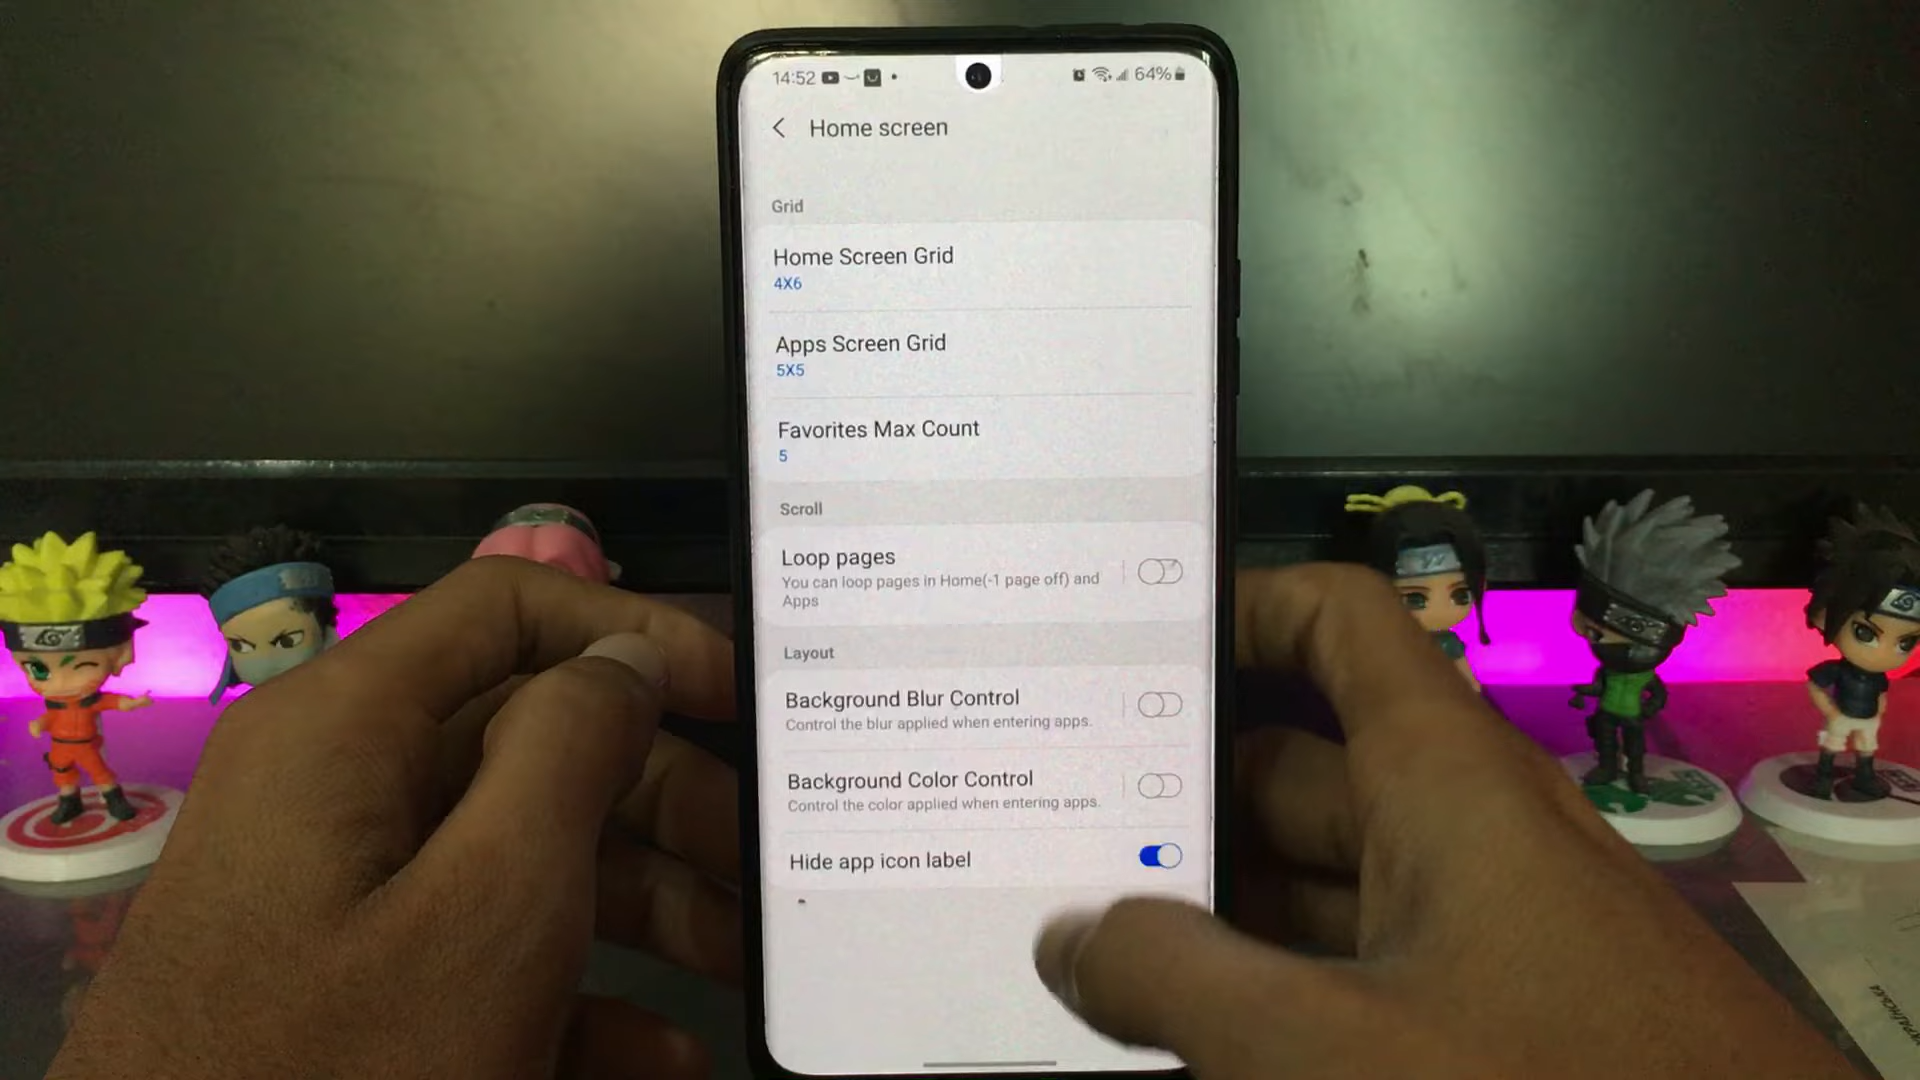 14:52 64%
Home screen
Grid
Home Screen Grid
4X6
Apps Screen Grid
5X5
Favorites Max Count
5
Scroll
Loop pages
You can loop pages in Home(-1 page off) and
Apps
Layout
Background Blur Control
Control the blur applied when entering apps.
Background Color Control
Control the color applied when entering apps.
Hide app icon label